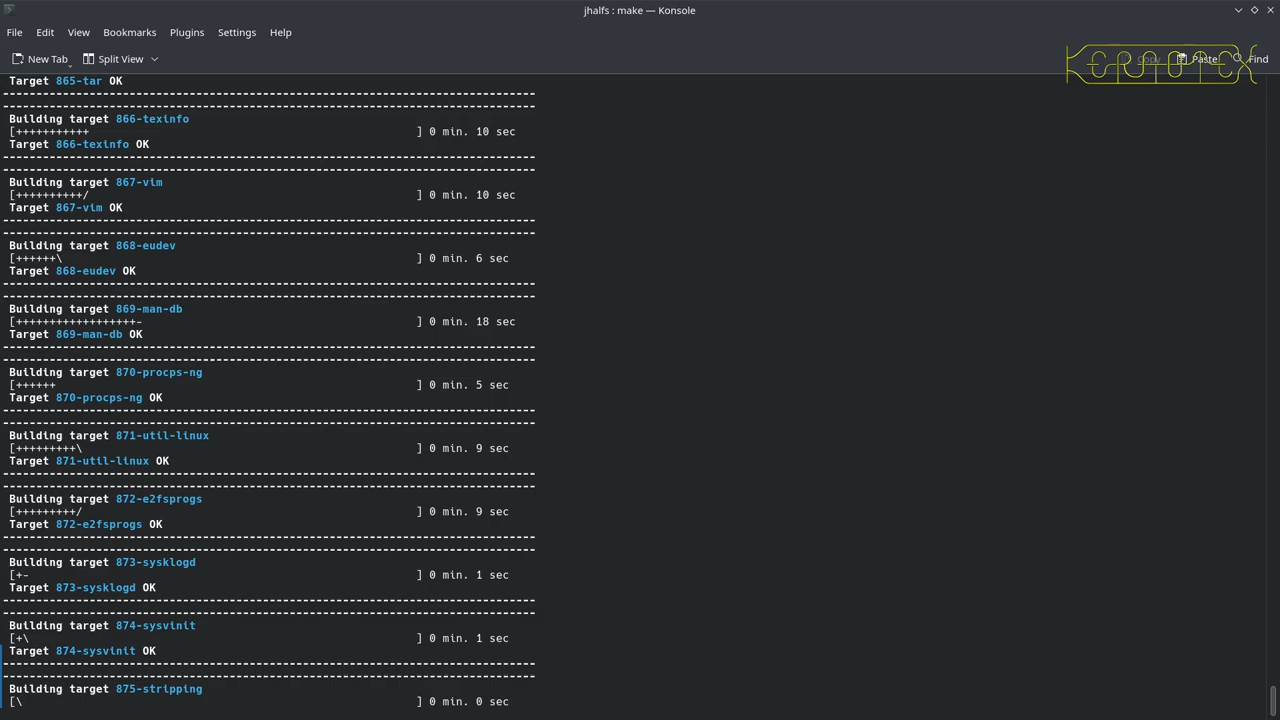 jhalfs : make — Konsole
File Edit View Bookmarks Plugins Settings Help
New Tab Split View Copy Paste Find
Target 865-tar OK
--------------------------------------------------------------------------------
--------------------------------------------------------------------------------
Building target 866-texinfo
[+++++++++++ ] 0 min. 10 sec
Target 866-texinfo OK
--------------------------------------------------------------------------------
--------------------------------------------------------------------------------
Building target 867-vim
[++++++++++/ ] 0 min. 10 sec
Target 867-vim OK
--------------------------------------------------------------------------------
--------------------------------------------------------------------------------
Building target 868-eudev
[++++++\ ] 0 min. 6 sec
Target 868-eudev OK
--------------------------------------------------------------------------------
--------------------------------------------------------------------------------
Building target 869-man-db
[++++++++++++++++++- ] 0 min. 18 sec
Target 869-man-db OK
--------------------------------------------------------------------------------
--------------------------------------------------------------------------------
Building target 870-procps-ng
[++++++ ] 0 min. 5 sec
Target 870-procps-ng OK
--------------------------------------------------------------------------------
--------------------------------------------------------------------------------
Building target 871-util-linux
[+++++++++\ ] 0 min. 9 sec
Target 871-util-linux OK
--------------------------------------------------------------------------------
--------------------------------------------------------------------------------
Building target 872-e2fsprogs
[+++++++++/ ] 0 min. 9 sec
Target 872-e2fsprogs OK
--------------------------------------------------------------------------------
--------------------------------------------------------------------------------
Building target 873-sysklogd
[+- ] 0 min. 1 sec
Target 873-sysklogd OK
--------------------------------------------------------------------------------
--------------------------------------------------------------------------------
Building target 874-sysvinit
[+\ ] 0 min. 1 sec
Target 874-sysvinit OK
--------------------------------------------------------------------------------
--------------------------------------------------------------------------------
Building target 875-stripping
[\ ] 0 min. 0 sec